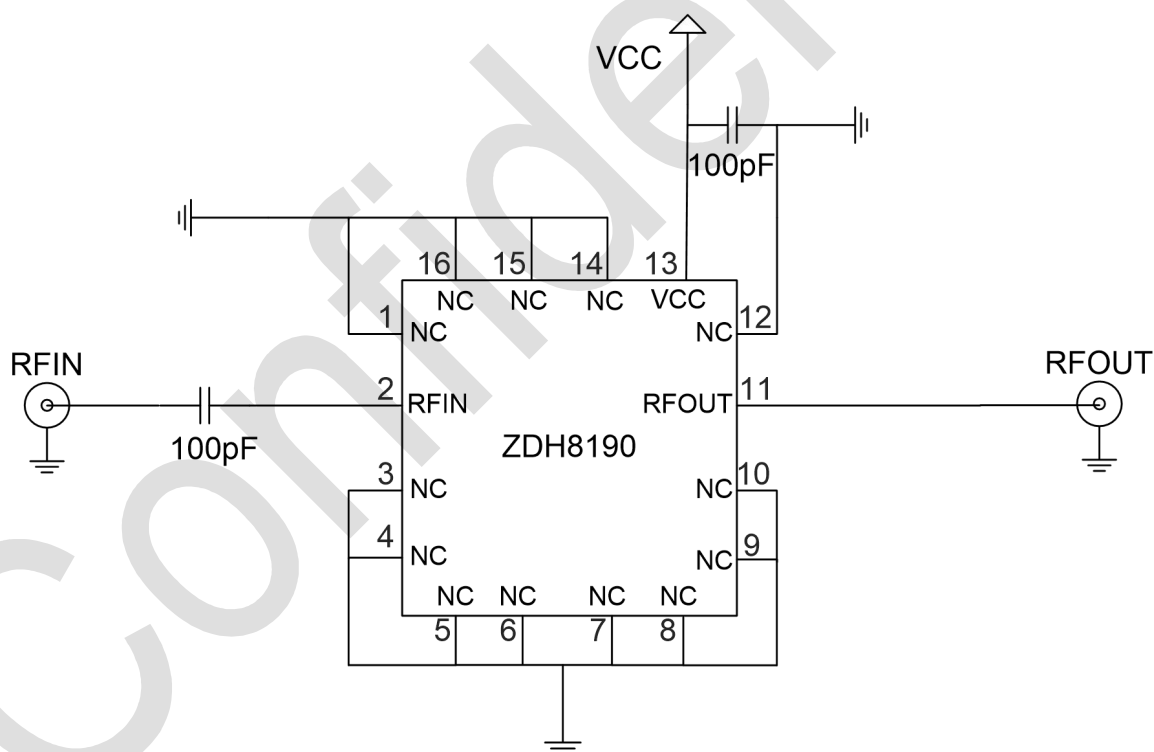 VCC
100pF
16 15 14 13
NC NC NC VCC
1 NC NC 12
RFIN RFOUT
2 11
RFIN RFOUT
100pF
ZDH8190
3 NC NC 10
4 NC NC 9
NC NC NC NC
5 6 7 8
Confiden